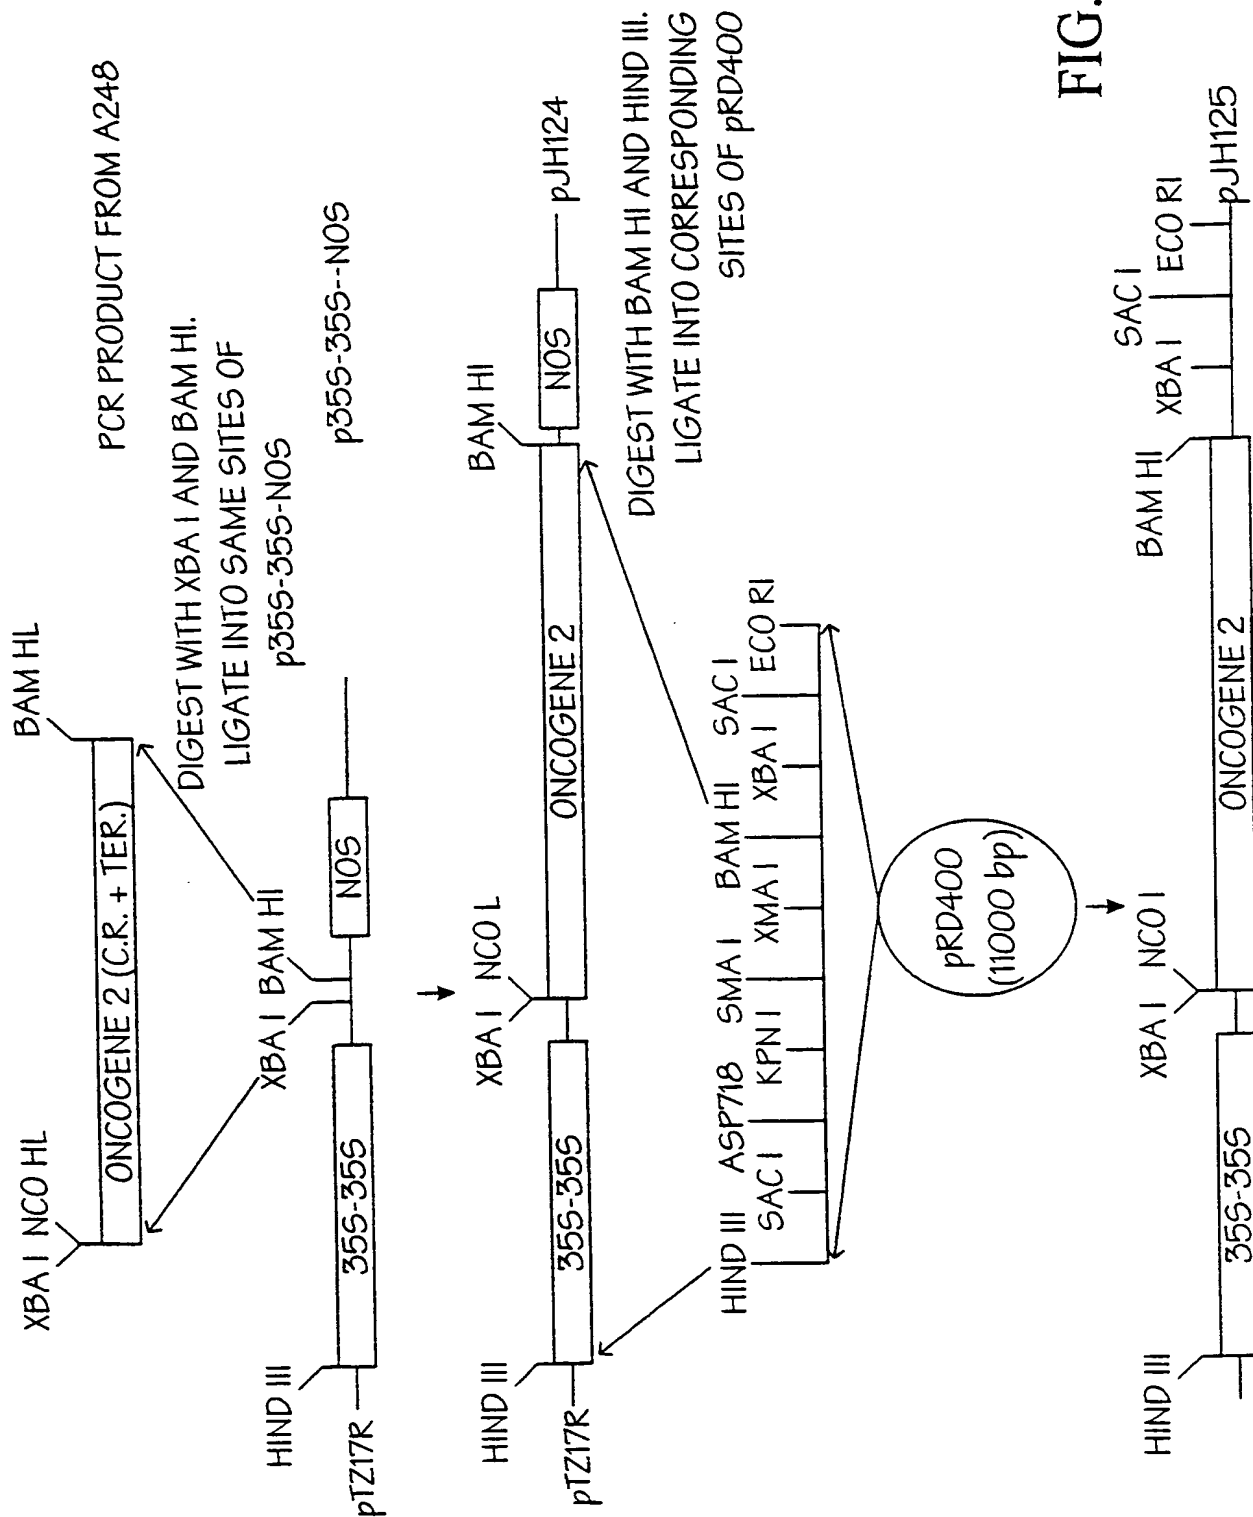 XBA I NCO HL
BAM HL
PCR PRODUCT FROM A248
ONCOGENE 2 (C.R. + TER.)
DIGEST WITH XBA I AND BAM HI.
LIGATE INTO SAME SITES OF
p35S-35S-NOS
HIND III
XBA I BAM HI
pTZ17R
35S-35S
NOS
p35S-35S--NOS
HIND III
XBA I NCO L
BAM HI
pTZ17R
35S-35S
ONCOGENE 2
NOS
pJH124
DIGEST WITH BAM HI AND HIND III.
LIGATE INTO CORRESPONDING
SITES OF pRD400
HIND III ASP718 SMA I BAM HI SAC I
SAC I KPN I XMA I XBA I ECO RI
pRD400
(11000 bp)
FIG.
HIND III
XBA I NCO I
BAM HI
XBA I
SAC I
ECO RI
35S-35S
ONCOGENE 2
pJH125